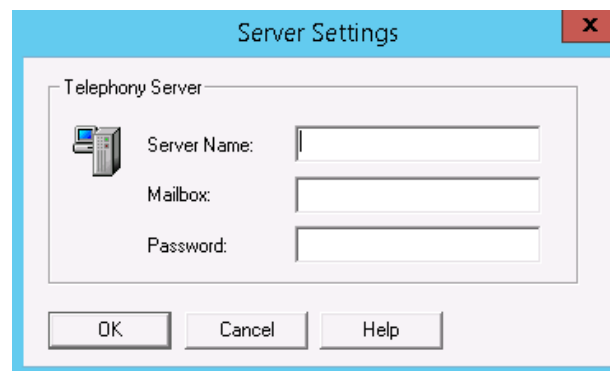 Server Settings
x
Telephony Server
Server Name:
Mailbox:
Password:
OK Cancel Help